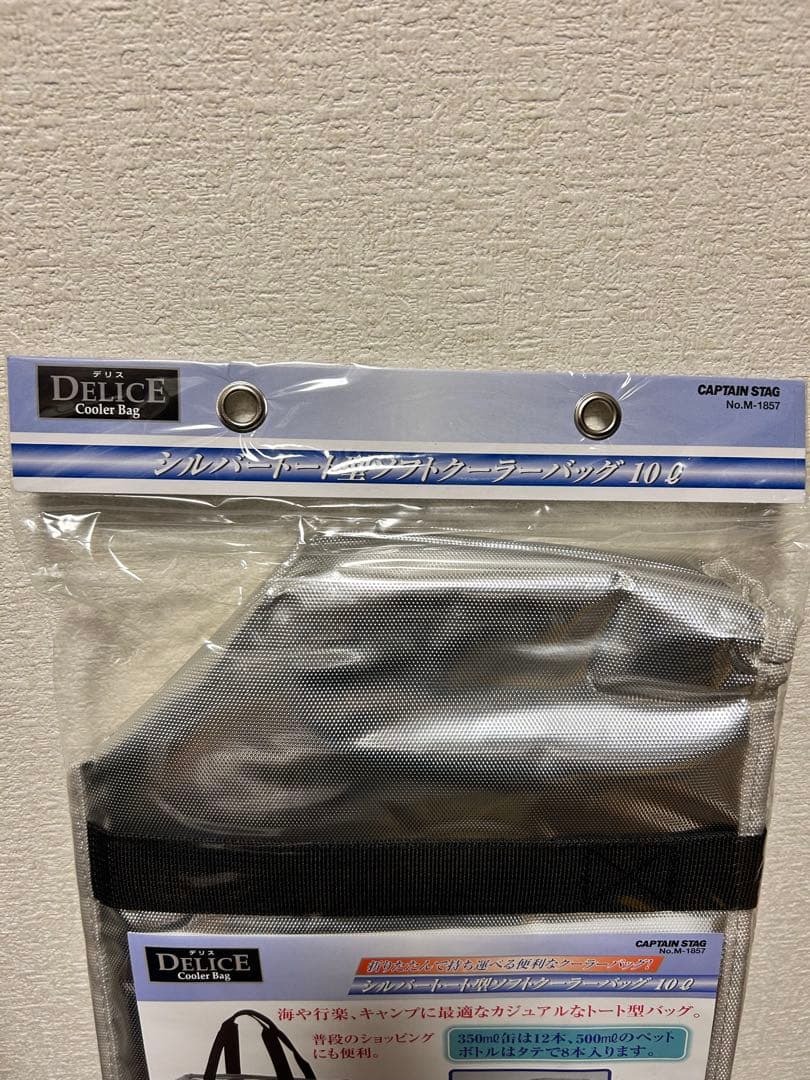 デリス
DELICE
Cooler Bag
CAPTAIN STAG
No.M-1857
シルバートート型ソフトクーラーバッグ 10ℓ
デリス
DELICE
Cooler Bag
CAPTAIN STAG
No.M-1857
折りたたんで持ち運べる便利なクーラーバッグ!
シルバートート型ソフトクーラーバッグ 10ℓ
海や行楽、キャンプに最適なカジュアルなトート型バッグ。
普段のショッピング
にも便利。
350mℓ缶は12本、500mℓのペット
ボトルはタテで8本入ります。